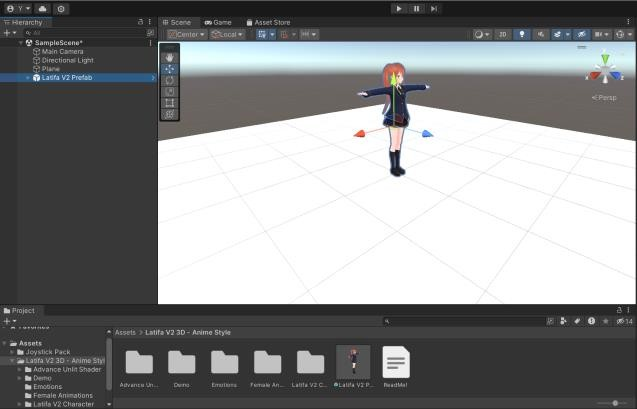 Y
Hierarchy
All
SampleScene*
Main Camera
Directional Light
Plane
Latifa V2 Prefab
Scene
Game
Asset Store
Center
Local
2D
y
x
z
Persp
Project
14
Favorites
Assets
Joystick Pack
Latifa V2 3D - Anime Styl
Advance Unlit Shader
Demo
Emotions
Female Animations
Latifa V2 Character
Assets > Latifa V2 3D - Anime Style
Advance Un...
Demo
Emotions
Female An...
Latifa V2 C...
Latifa V2 P...
ReadMe!